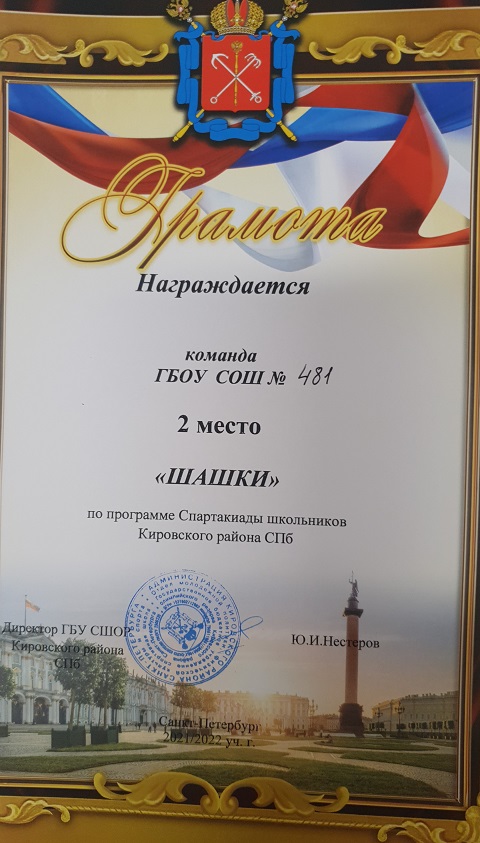 Грамота
Награждается
команда
ГБОУ СОШ № 481
2 место
«ШАШКИ»
по программе Спартакиады школьников
Кировского района СПб
Директор ГБУ СШОР
Кировского района
СПб
Ю.И.Нестеров
Санкт-Петербург
2021/2022 уч. г.